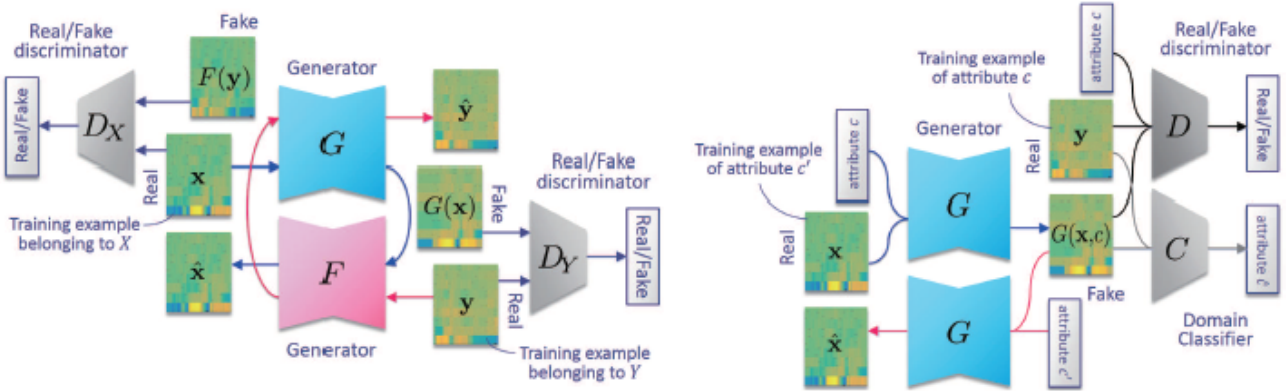 Real/Fake
discriminator
Fake
Real/Fake
D_X
F(y)
Generator
G
ŷ
Real
x
Training example
belonging to X
G(x)
Fake
Real/Fake
discriminator
D_Y
Real/Fake
x̂
F
y
Real
Generator
Training example
belonging to Y
attribute c
Real/Fake
discriminator
Training example
of attribute c
y
Real
D
Real/Fake
Generator
attribute c
Training example
of attribute c′
Real
x
G
G(x,c)
Fake
C
attribute ĉ
Domain
Classifier
x̂
G
attribute c′